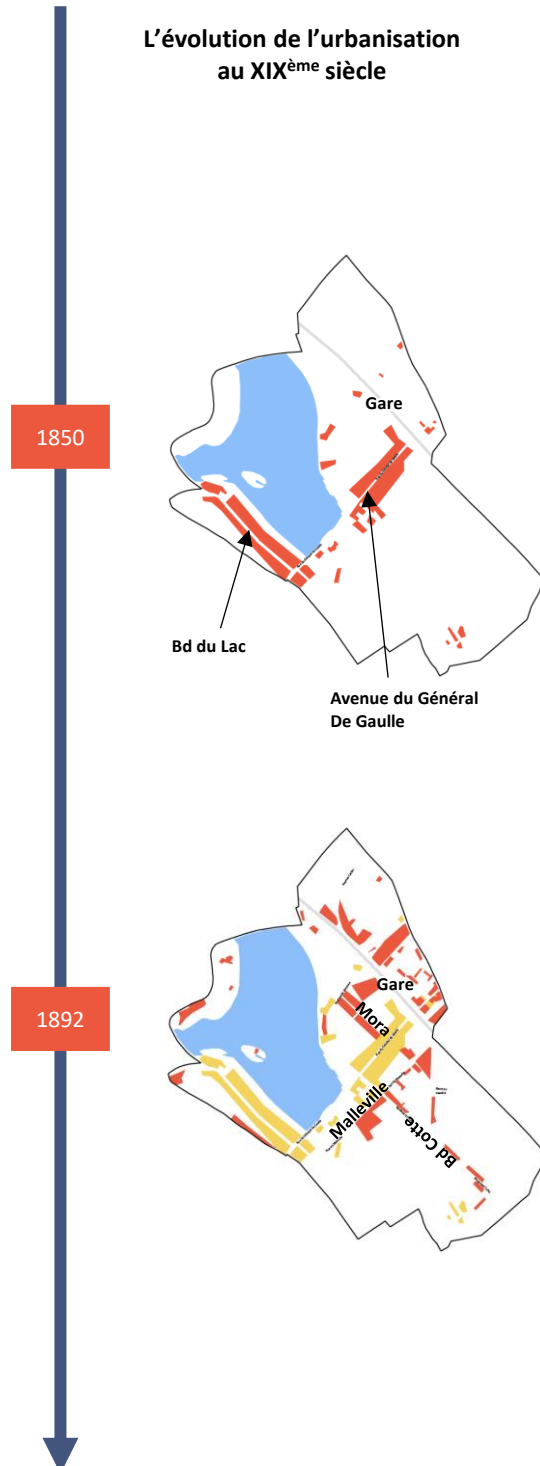 L'évolution de l'urbanisation
au XIXème siècle
1850
Gare
Bd du Lac
Avenue du Général
De Gaulle
1892
Gare
Mora
Malleville
Bd Cotte